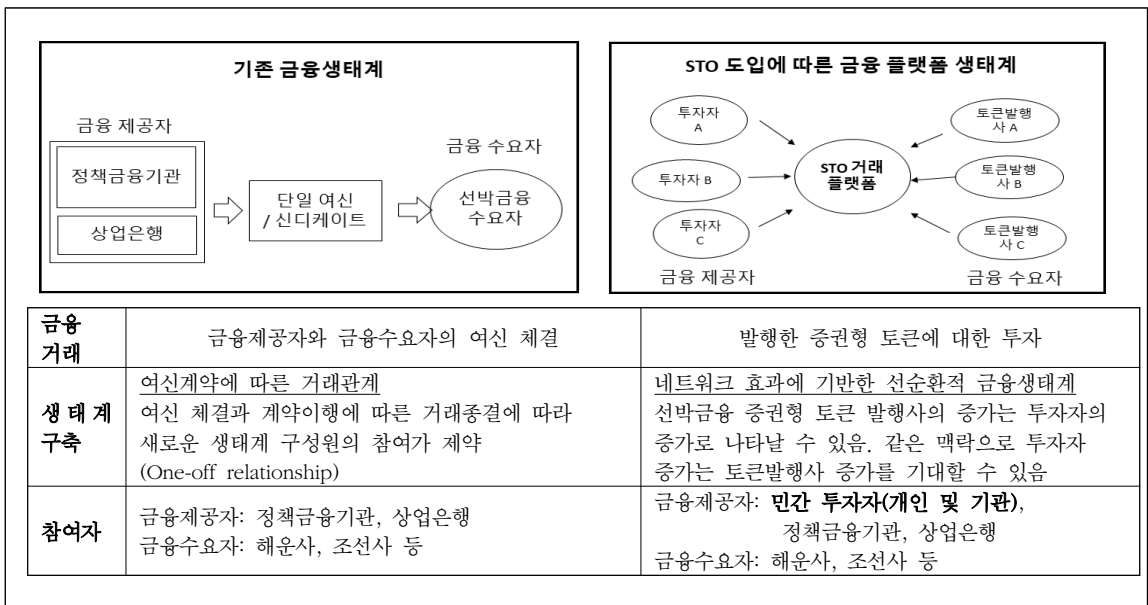 기존 금융생태계
금융 제공자
정책금융기관
상업은행
단일 여신
/ 신디케이트
금융 수요자
선박금융
수요자
STO 도입에 따른 금융 플랫폼 생태계
투자자
A
투자자 B
투자자
C
금융 제공자
STO 거래
플랫폼
토큰발행
사 A
토큰발행
사 B
토큰발행
사 C
금융 수요자
금융
거래
금융제공자와 금융수요자의 여신 체결
발행한 증권형 토큰에 대한 투자
생태계
구축
여신계약에 따른 거래관계
여신 체결과 계약이행에 따른 거래종결에 따라
새로운 생태계 구성원의 참여가 제약
(One-off relationship)
네트워크 효과에 기반한 선순환적 금융생태계
선박금융 증권형 토큰 발행사의 증가는 투자자의
증가로 나타날 수 있음. 같은 맥락으로 투자자
증가는 토큰발행사 증가를 기대할 수 있음
참여자
금융제공자: 정책금융기관, 상업은행
금융수요자: 해운사, 조선사 등
금융제공자: 민간 투자자(개인 및 기관),
정책금융기관, 상업은행
금융수요자: 해운사, 조선사 등